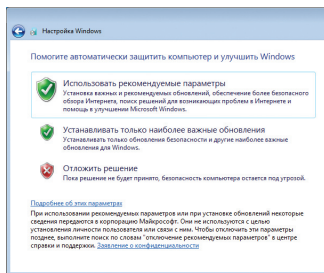 Настройка Windows
Помогите автоматически защитить компьютер и улучшить Windows
Использовать рекомендуемые параметры
Установка важных и рекомендуемых обновлений, обеспечение более безопасного
обзора Интернета, поиск решений для возникающих проблем в Интернете и
помощь в улучшении Microsoft Windows.
Устанавливать только наиболее важные обновления
Устанавливать только обновления безопасности и другие наиболее важные
обновления для Windows.
Отложить решение
Пока решение не будет принято, безопасность компьютера остается под угрозой.
Подробнее об этих параметрах
При использовании рекомендуемых параметров или при установке обновлений некоторые
сведения передаются в корпорацию Майкрософт. Они не используются с целью
установления личности пользователя или связи с ним. Чтобы отключить эти параметры
позднее, выполните поиск по словам "отключение рекомендуемых параметров" в центре
справки и поддержки. Заявление о конфиденциальности